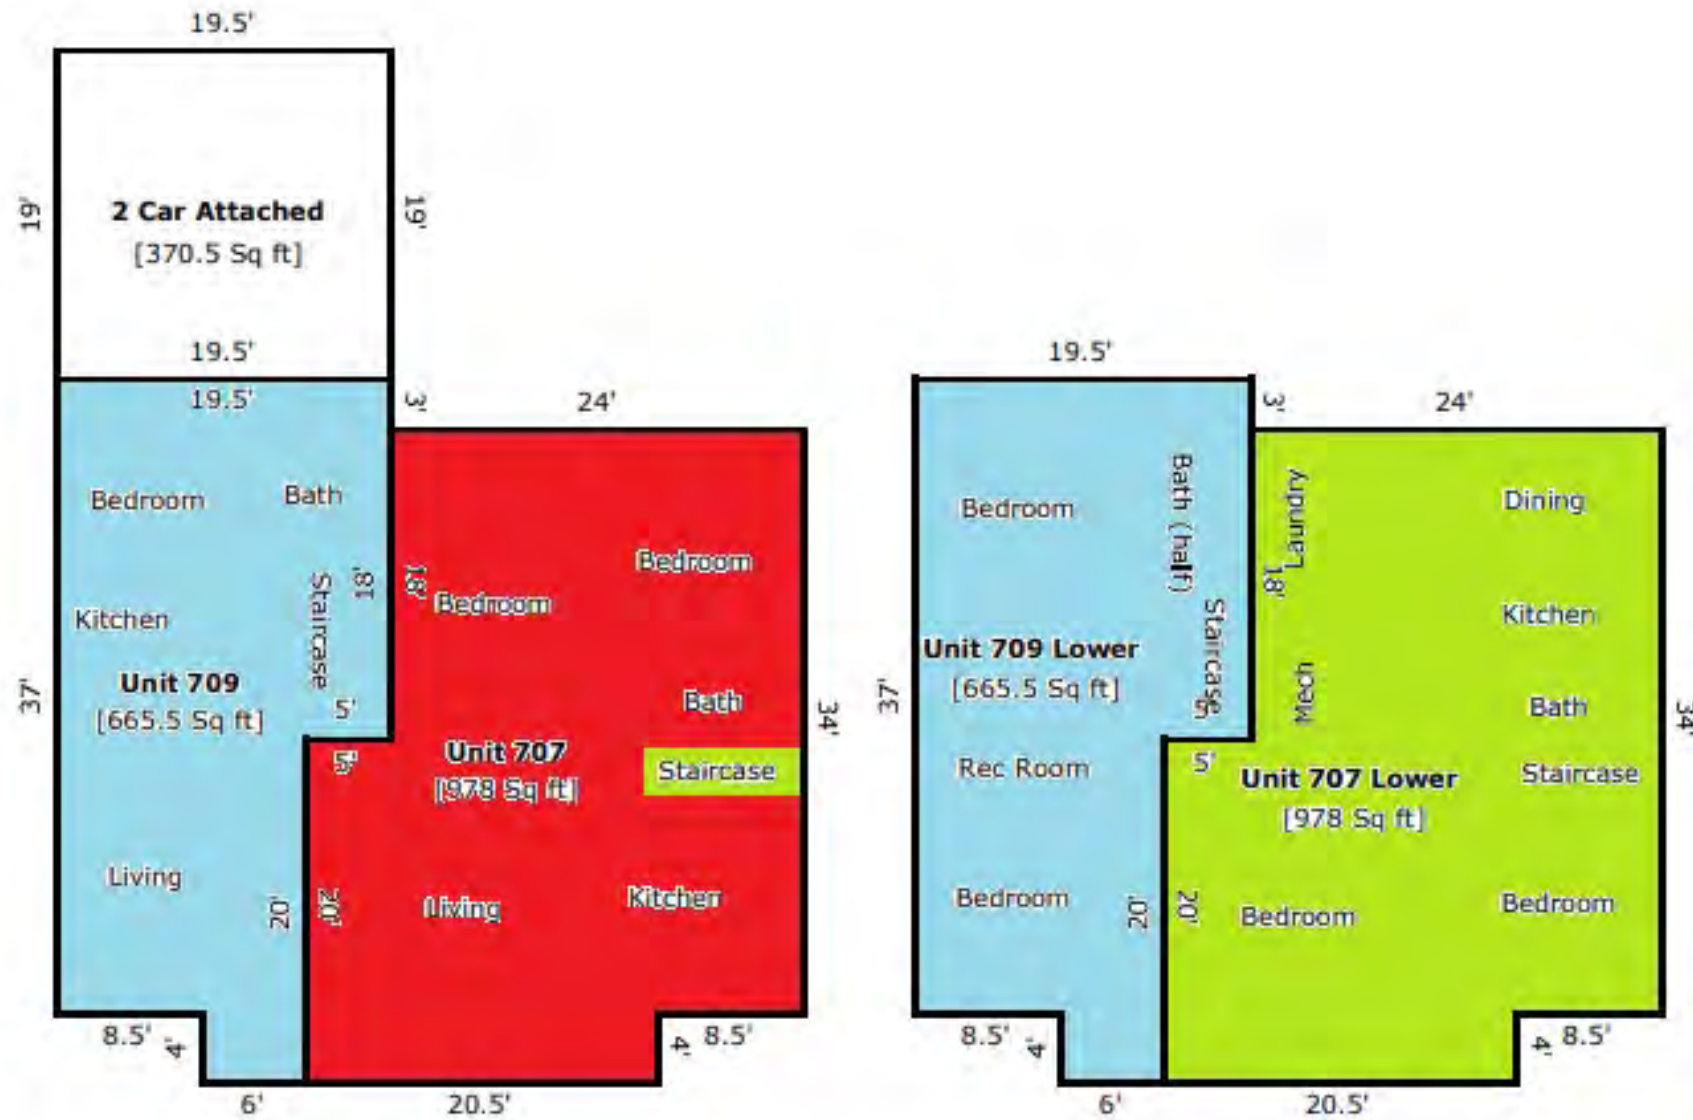 19.5'
19'
2 Car Attached
[370.5 Sq ft]
19'
19.5'
19.5'
3'
24'
Bedroom
Bath
Bedroom
Bedroom
Staircase
18'
18'
Kitchen
37'
Unit 709
[665.5 Sq ft]
5'
5'
Bath
34'
Unit 707
[978 Sq ft]
Staircase
Living
20'
20'
Living
Kitchen
8.5'
4'
6'
20.5'
4'
8.5'
19.5'
3'
24'
Bedroom
Bath (half)
Laundry
Dining
18'
Kitchen
Staircase
37'
Unit 709 Lower
[665.5 Sq ft]
5'
5'
Mech
Bath
34'
Rec Room
Unit 707 Lower
[978 Sq ft]
Staircase
Bedroom
20'
20'
Bedroom
Bedroom
8.5'
4'
6'
20.5'
4'
8.5'